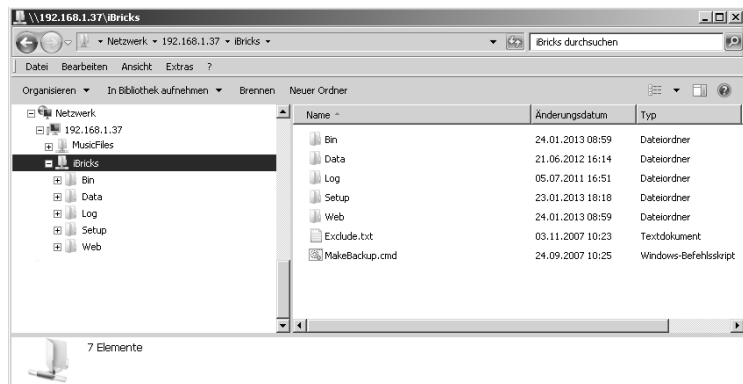 \\192.168.1.37\iBricks
Netzwerk 192.168.1.37 iBricks
iBricks durchsuchen
Datei Bearbeiten Ansicht Extras ?
Organisieren In Bibliothek aufnehmen Brennen Neuer Ordner
Netzwerk
192.168.1.37
MusicFiles
iBricks
Bin
Data
Log
Setup
Web
Name Änderungsdatum Typ
Bin 24.01.2013 08:59 Dateiordner
Data 21.06.2012 16:14 Dateiordner
Log 05.07.2011 16:51 Dateiordner
Setup 23.01.2013 18:18 Dateiordner
Web 24.01.2013 08:59 Dateiordner
Exclude.txt 03.11.2007 10:23 Textdokument
MakeBackup.cmd 24.09.2007 10:25 Windows-Befehlsskript
7 Elemente